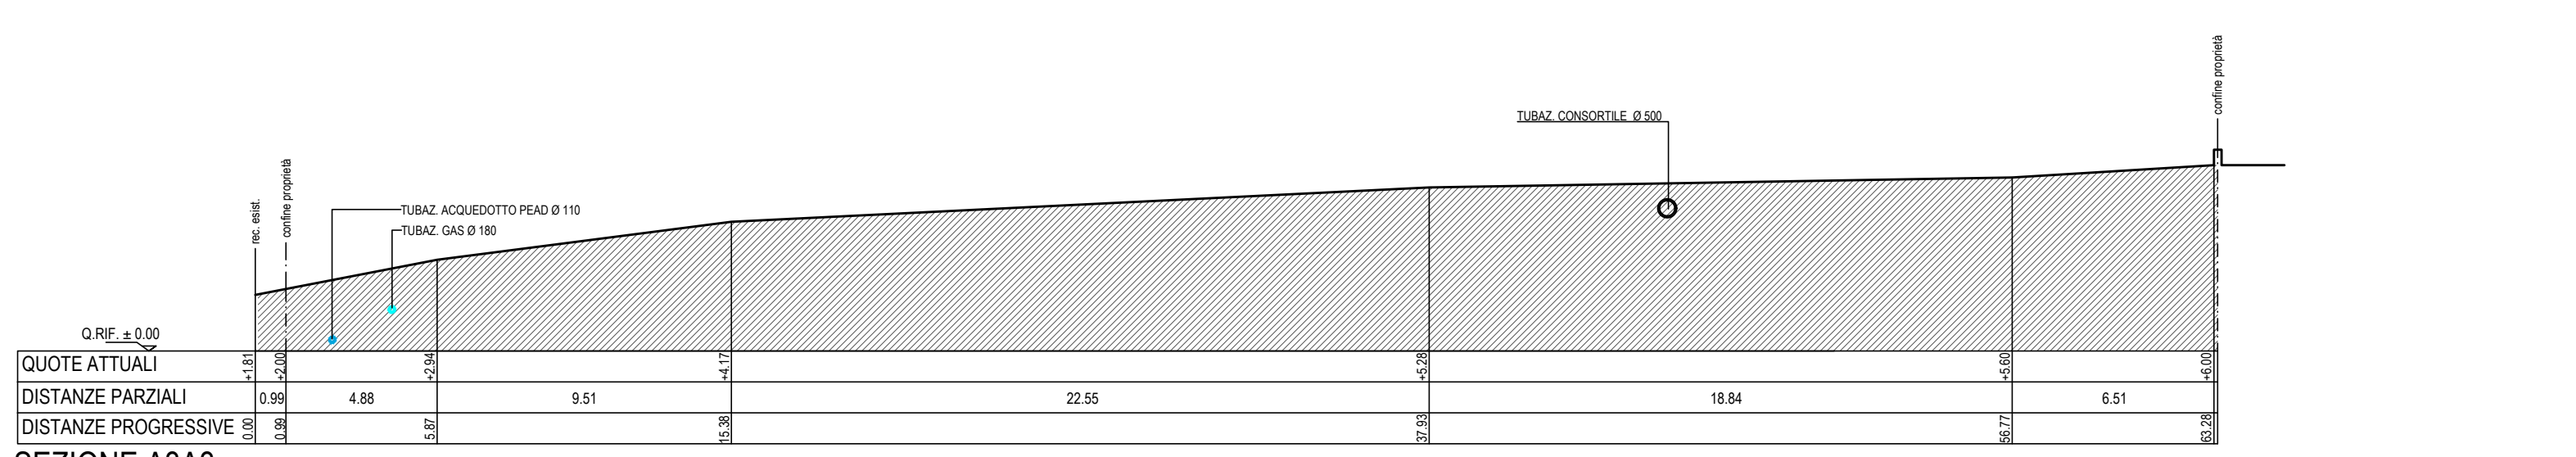 confine proprietà
TUBAZ. CONSORTILE Ø 500
confine proprietà
rec. esist.
TUBAZ. ACQUEDOTTO PEAD Ø 110
TUBAZ. GAS Ø 180
Q.RIF. ± 0.00
QUOTE ATTUALI +1.81 +2.00 +2.94 +4.17 +5.28 +5.60 +6.00
DISTANZE PARZIALI 0.99 4.88 9.51 22.55 18.84 6.51
DISTANZE PROGRESSIVE 0.00 0.99 5.87 15.38 37.93 56.77 63.28